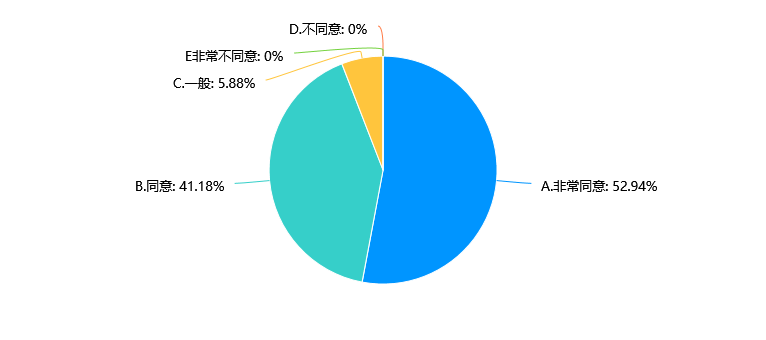 D.不同意: 0%
E非常不同意: 0%
C.一般: 5.88%
B.同意: 41.18%
A.非常同意: 52.94%